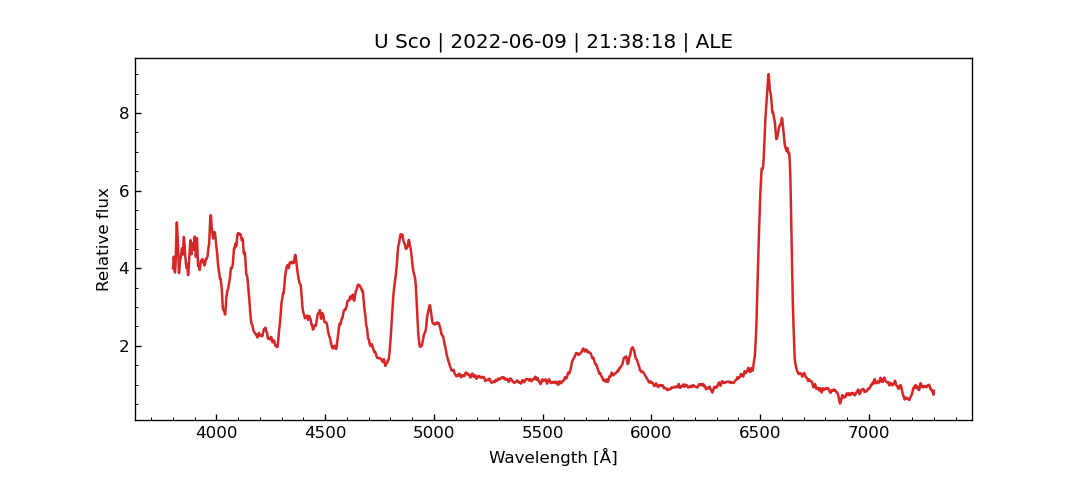 U Sco | 2022-06-09 | 21:38:18 | ALE
Relative flux
8
6
4
2
4000 4500 5000 5500 6000 6500 7000
Wavelength [Å]